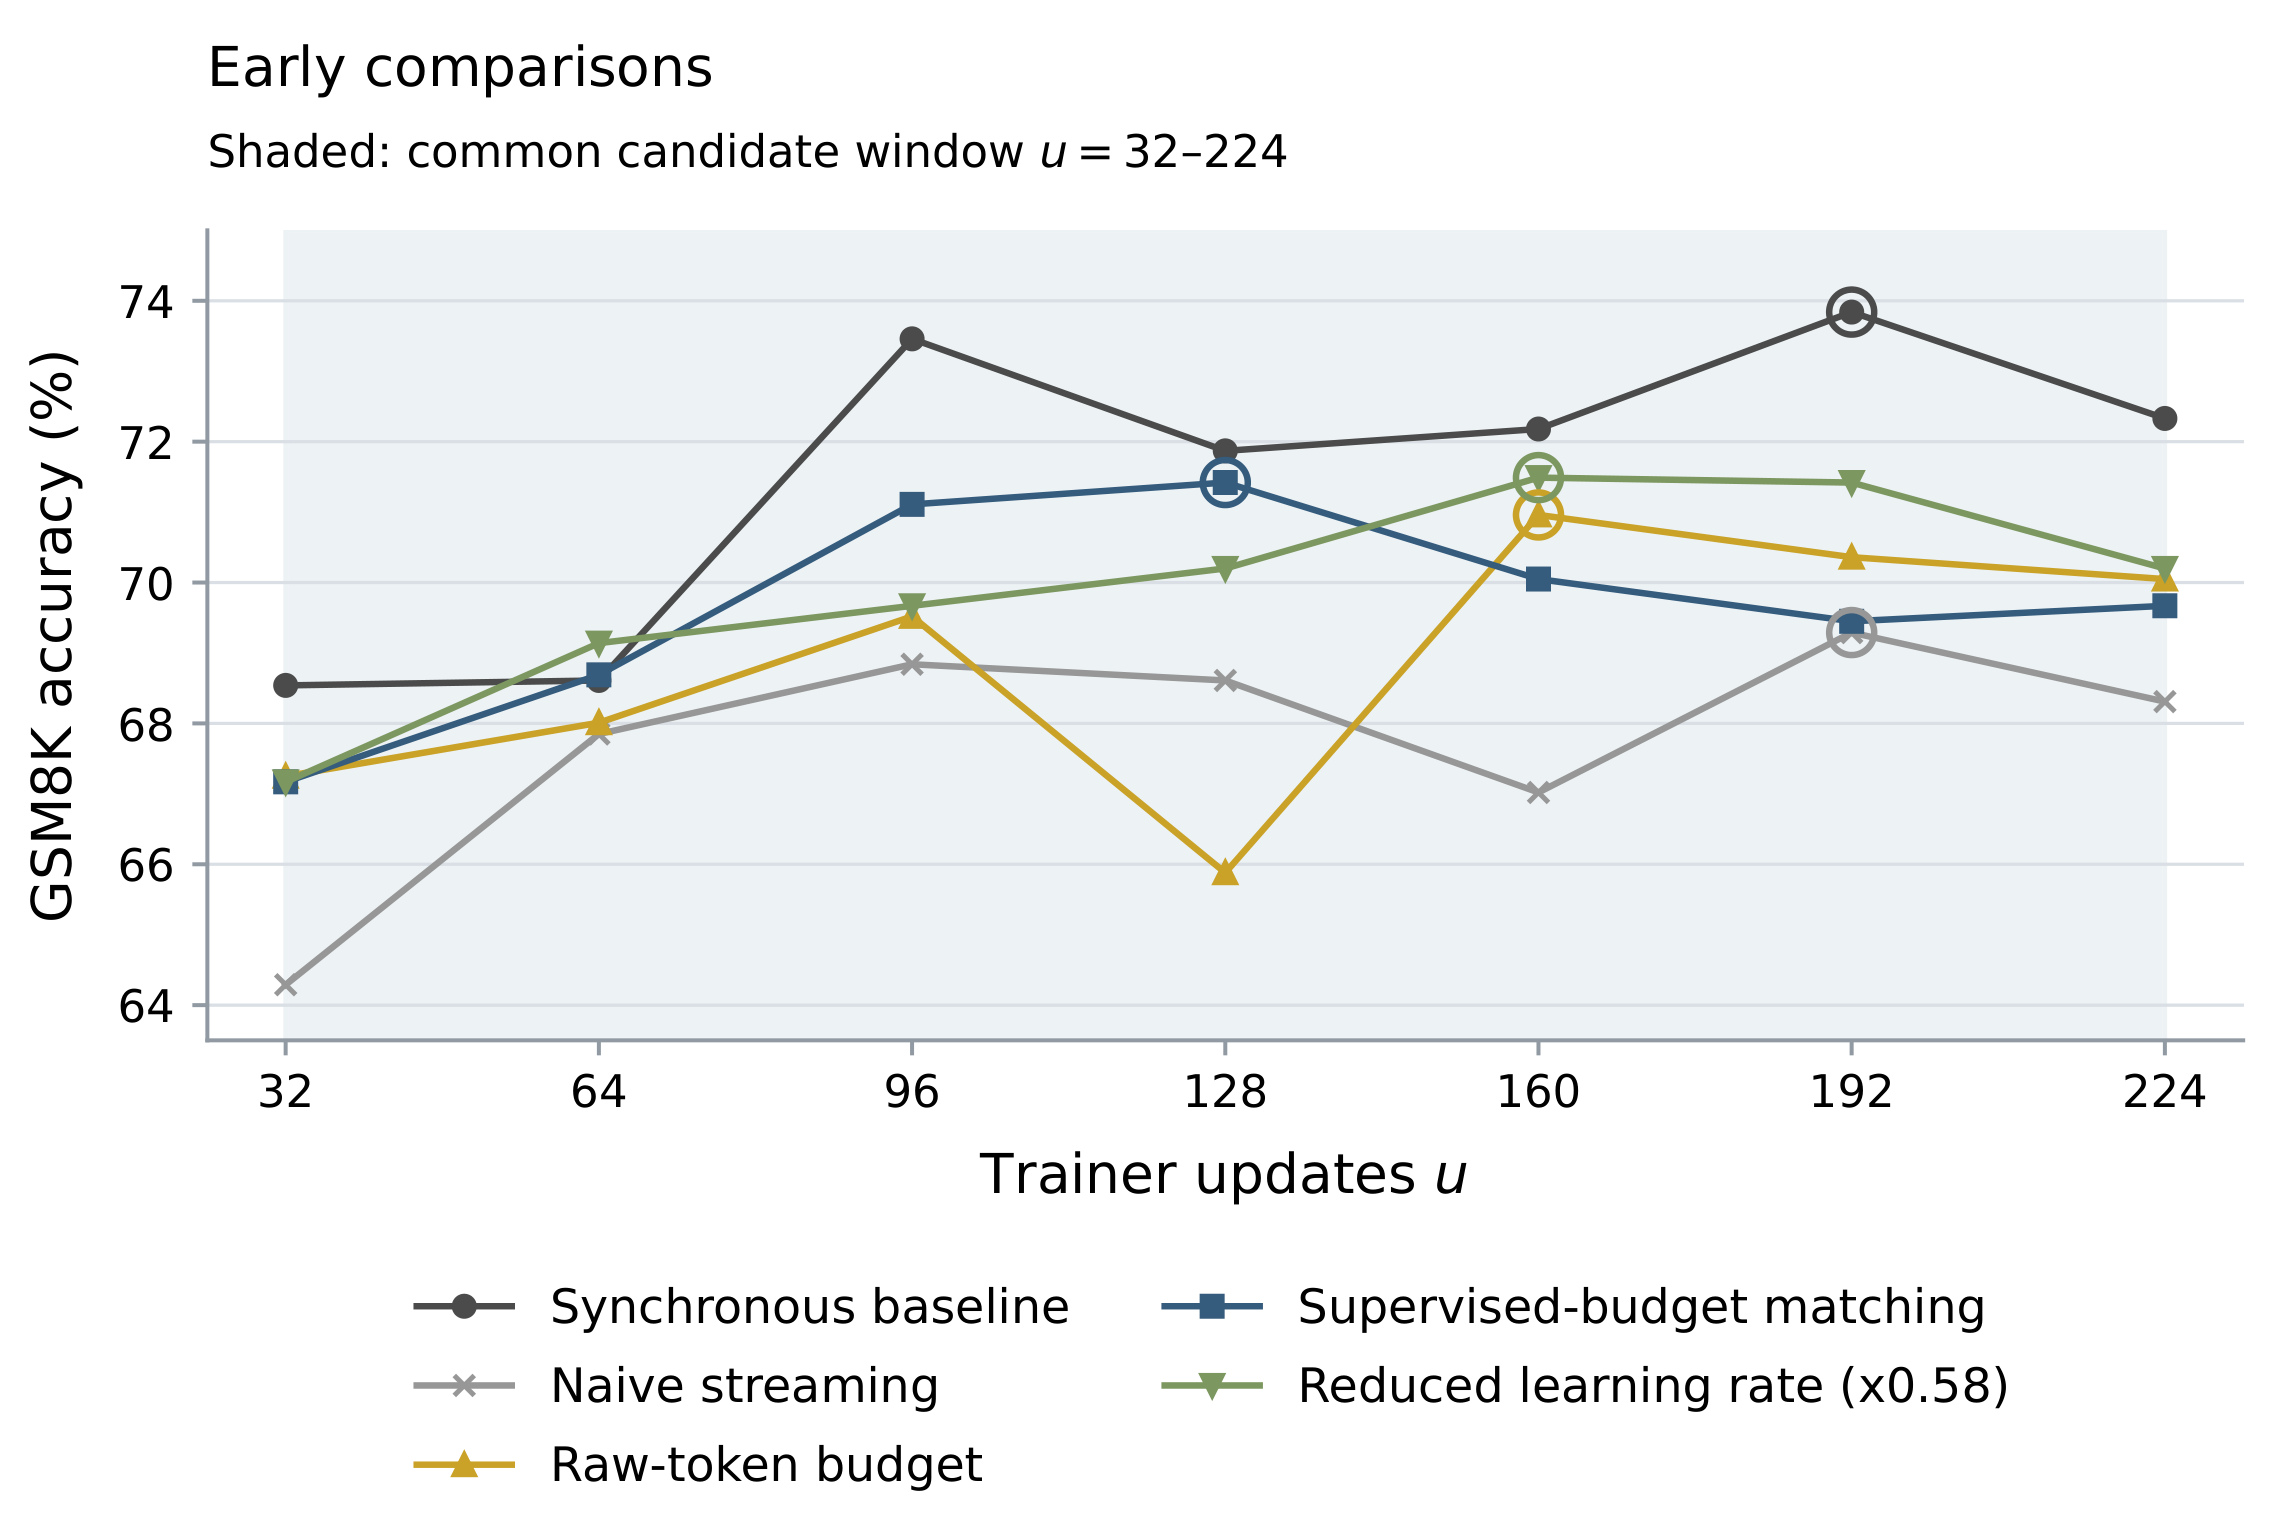 Early comparisons
Shaded: common candidate window u = 32–224
GSM8K accuracy (%)
74
72
70
68
66
64
32 64 96 128 160 192 224
Trainer updates u
Synchronous baseline
Naive streaming
Raw-token budget
Supervised-budget matching
Reduced learning rate (x0.58)